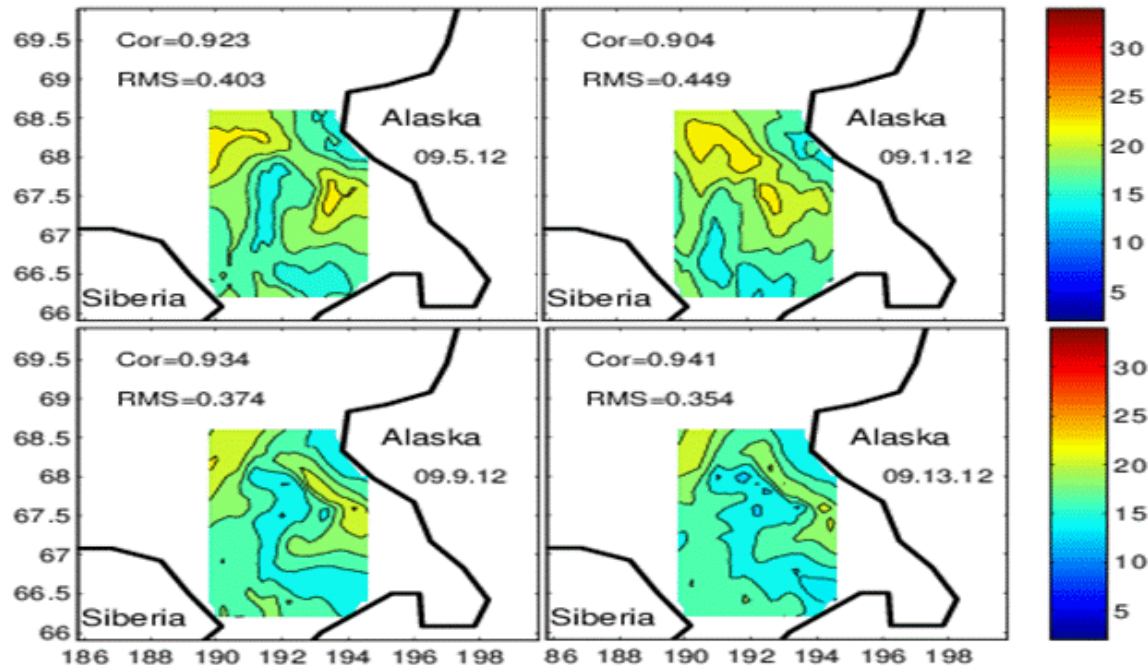 69.5
69
68.5
68
67.5
67
66.5
66
Cor=0.923
RMS=0.403
Alaska
09.5.12
Siberia
Cor=0.904
RMS=0.449
Alaska
09.1.12
Siberia
30
25
20
15
10
5
69.5
69
68.5
68
67.5
67
66.5
66
Cor=0.934
RMS=0.374
Alaska
09.9.12
Siberia
186 188 190 192 194 196 198
Cor=0.941
RMS=0.354
Alaska
09.13.12
Siberia
86 188 190 192 194 196 198
30
25
20
15
10
5